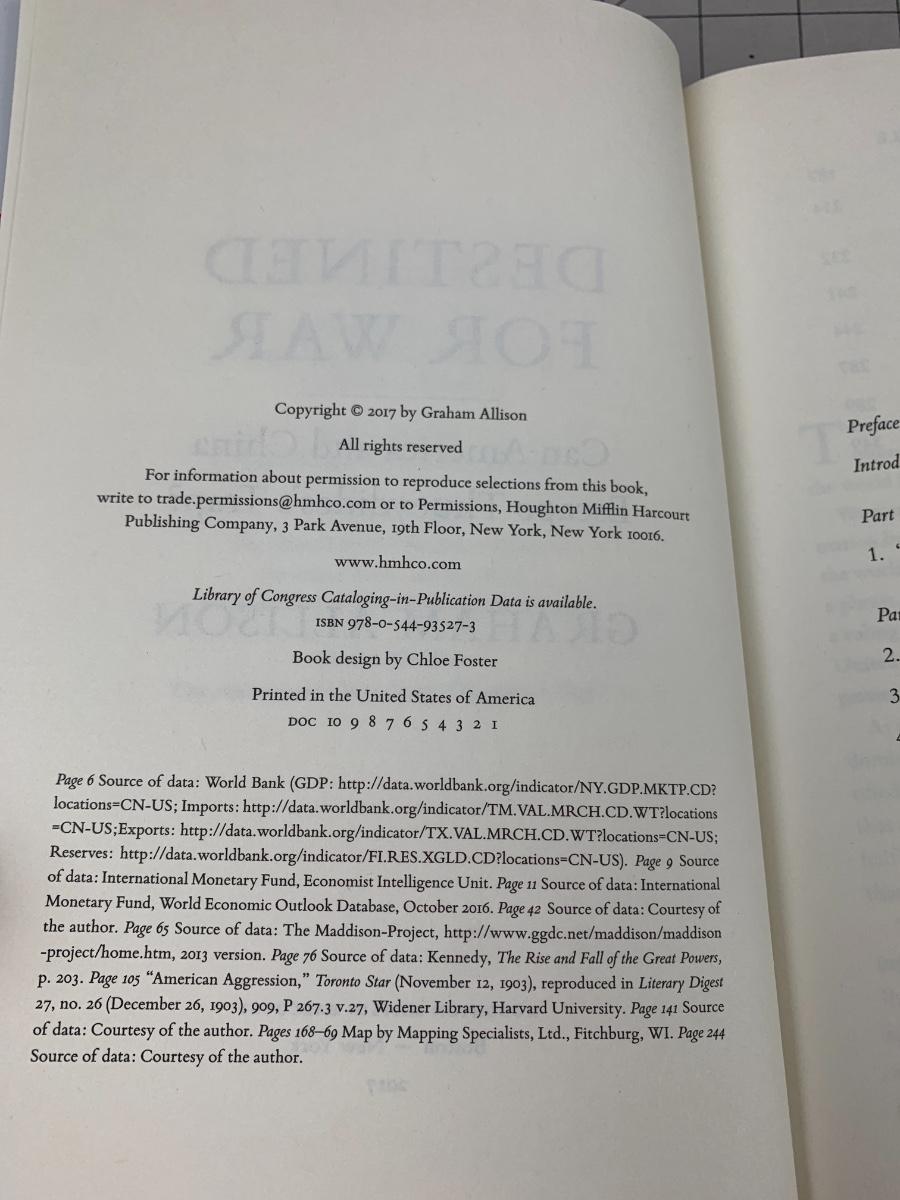 DESTINED
FOR WAR
Copyright © 2017 by Graham Allison
All rights reserved
For information about permission to reproduce selections from this book,
write to trade.permissions@hmhco.com or to Permissions, Houghton Mifflin Harcourt
Publishing Company, 3 Park Avenue, 19th Floor, New York, New York 10016.
www.hmhco.com
Library of Congress Cataloging-in-Publication Data is available.
ISBN 978-0-544-93527-3
Book design by Chloe Foster
Printed in the United States of America
DOC 10 9 8 7 6 5 4 3 2 1
Page 6 Source of data: World Bank (GDP: http://data.worldbank.org/indicator/NY.GDP.MKTP.CD?
locations=CN-US; Imports: http://data.worldbank.org/indicator/TM.VAL.MRCH.CD.WT?locations
=CN-US;Exports: http://data.worldbank.org/indicator/TX.VAL.MRCH.CD.WT?locations=CN-US;
Reserves: http://data.worldbank.org/indicator/FI.RES.XGLD.CD?locations=CN-US). Page 9 Source
of data: International Monetary Fund, Economist Intelligence Unit. Page 11 Source of data: International
Monetary Fund, World Economic Outlook Database, October 2016. Page 42 Source of data: Courtesy of
the author. Page 65 Source of data: The Maddison-Project, http://www.ggdc.net/maddison/maddison
-project/home.htm, 2013 version. Page 76 Source of data: Kennedy, The Rise and Fall of the Great Powers,
p. 203. Page 105 “American Aggression,” Toronto Star (November 12, 1903), reproduced in Literary Digest
27, no. 26 (December 26, 1903), 909, P 267.3 v.27, Widener Library, Harvard University. Page 141 Source
of data: Courtesy of the author. Pages 168–69 Map by Mapping Specialists, Ltd., Fitchburg, WI. Page 244
Source of data: Courtesy of the author.
Preface
Introd
Part
1. “
Par
2.
3